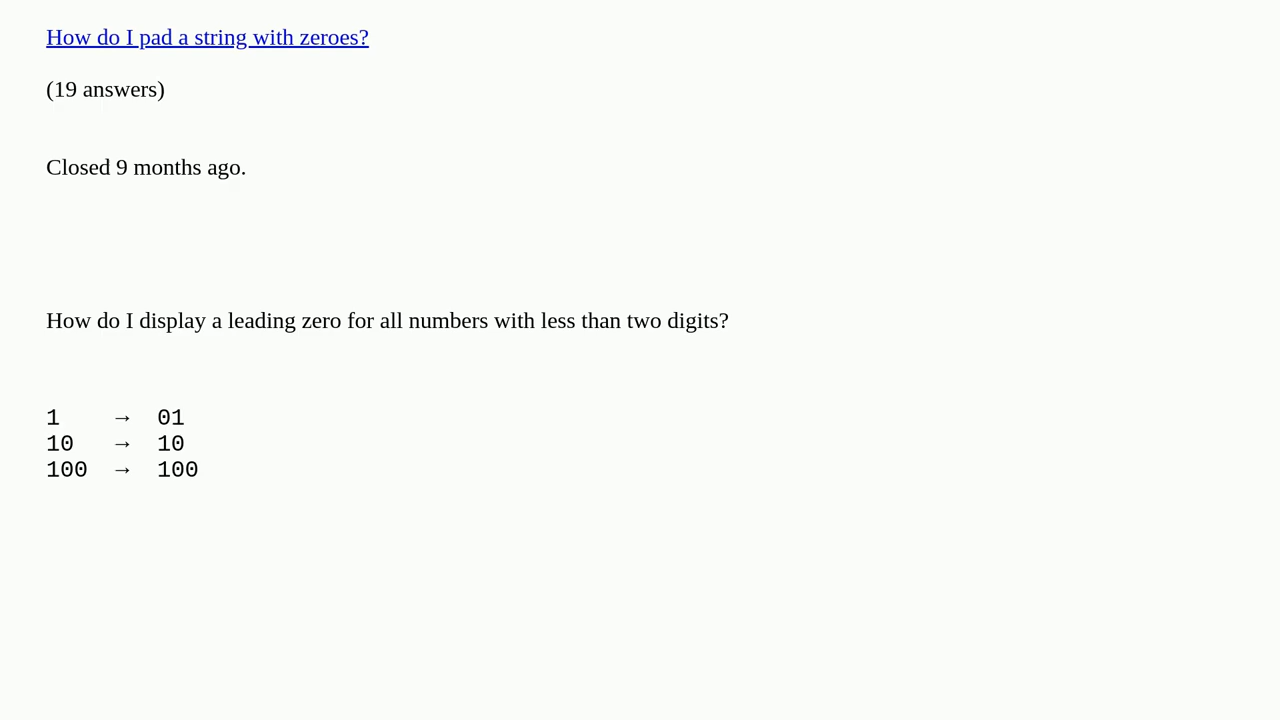 How do I pad a string with zeroes?
(19 answers)
Closed 9 months ago.
How do I display a leading zero for all numbers with less than two digits?
1    →  01
10   →  10
100  →  100